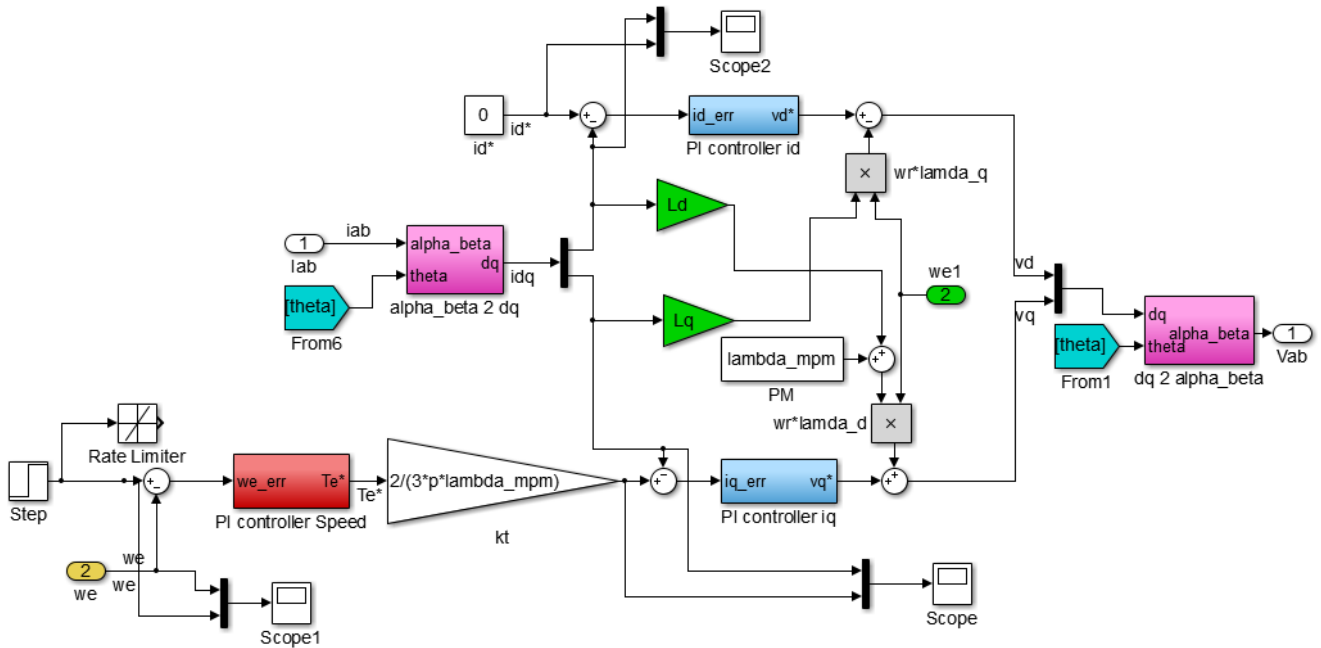 Scope2
0
id*
id*
id_err
vd*
PI controller id
×
wr*lamda_q
Ld
1
iab
Iab
alpha_beta
dq
theta
alpha_beta 2 dq
idq
[theta]
From6
we1
2
Lq
lambda_mpm
PM
vd
vq
dq
alpha_beta
theta
dq 2 alpha_beta
[theta]
From1
1
Vab
wr*lamda_d
×
Rate Limiter
Step
we_err
Te*
PI controller Speed
Te*
2/(3*p*lambda_mpm)
kt
iq_err
vq*
PI controller iq
2
we
we
we
Scope1
Scope